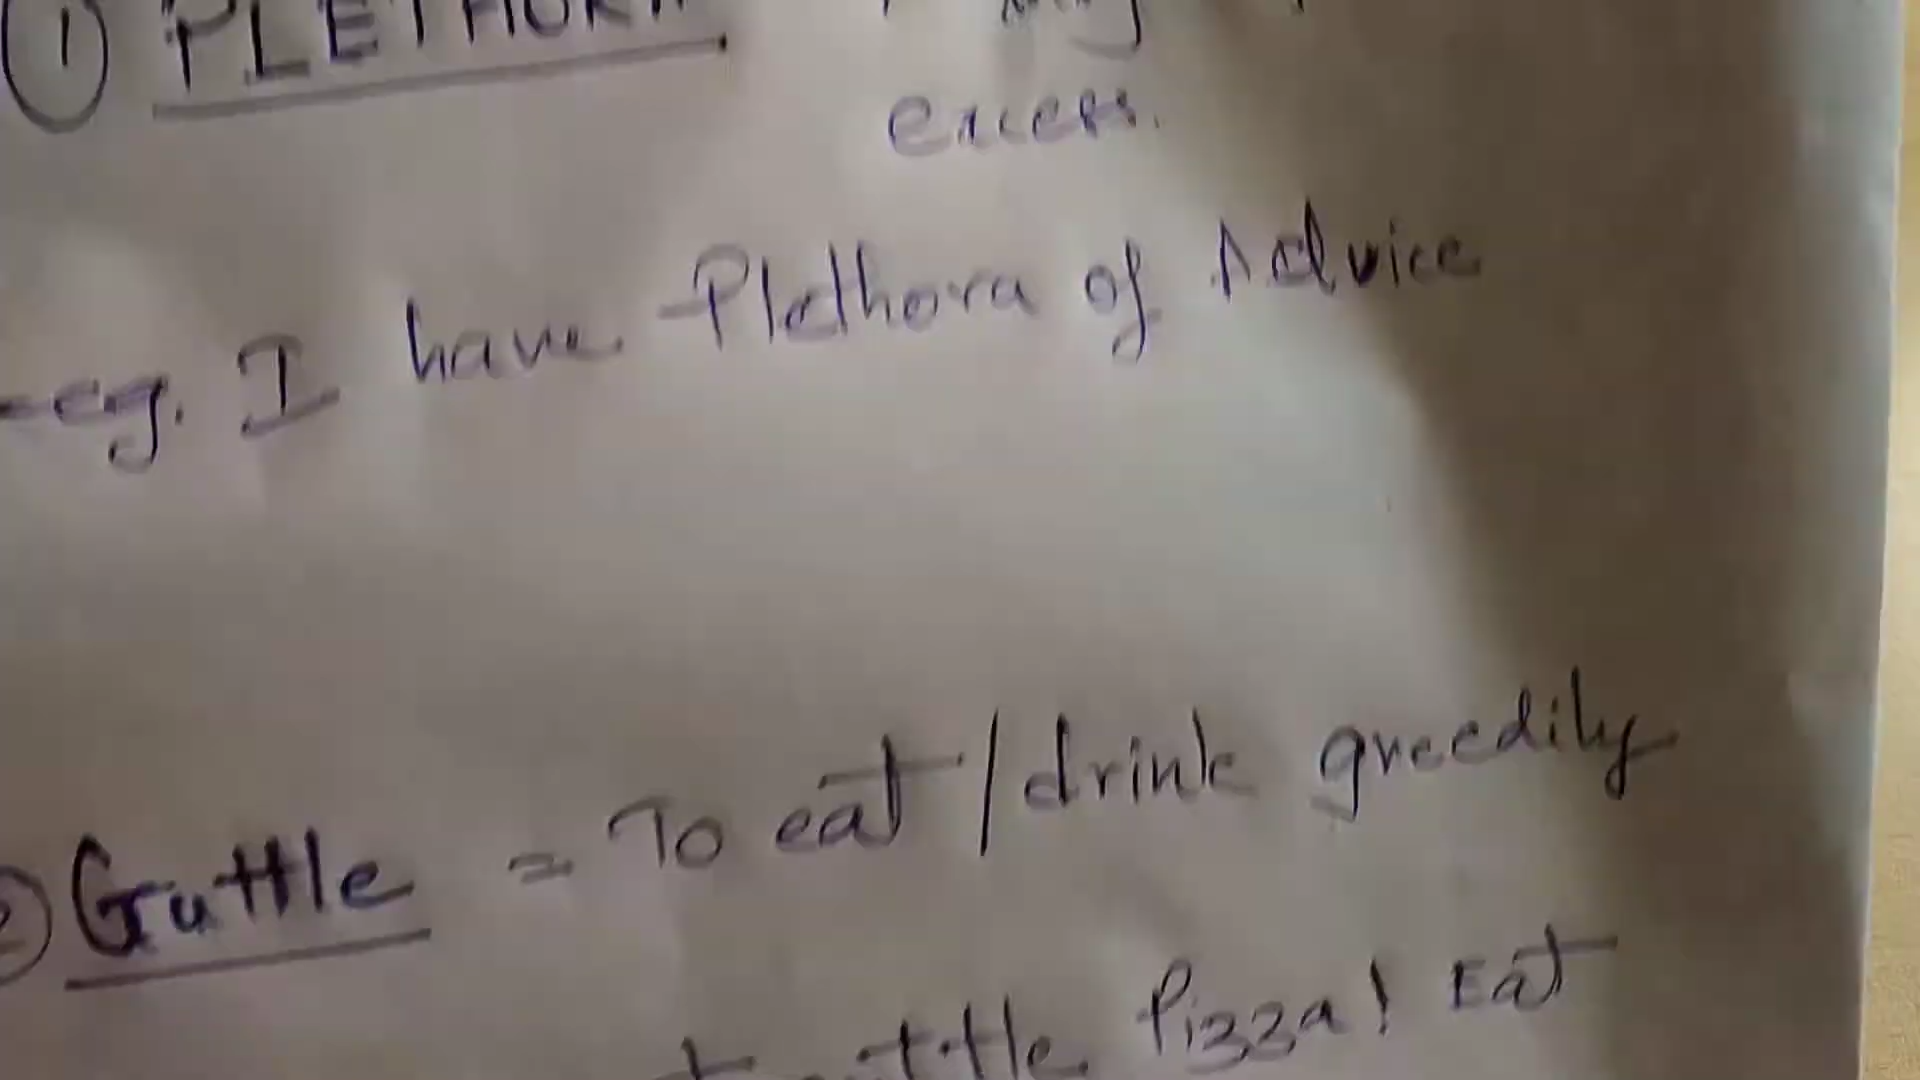 ① PLETHORA
excess.
eg. I have Plethora of Advice
② Guttle = To eat/drink greedily
Pizza! Eat